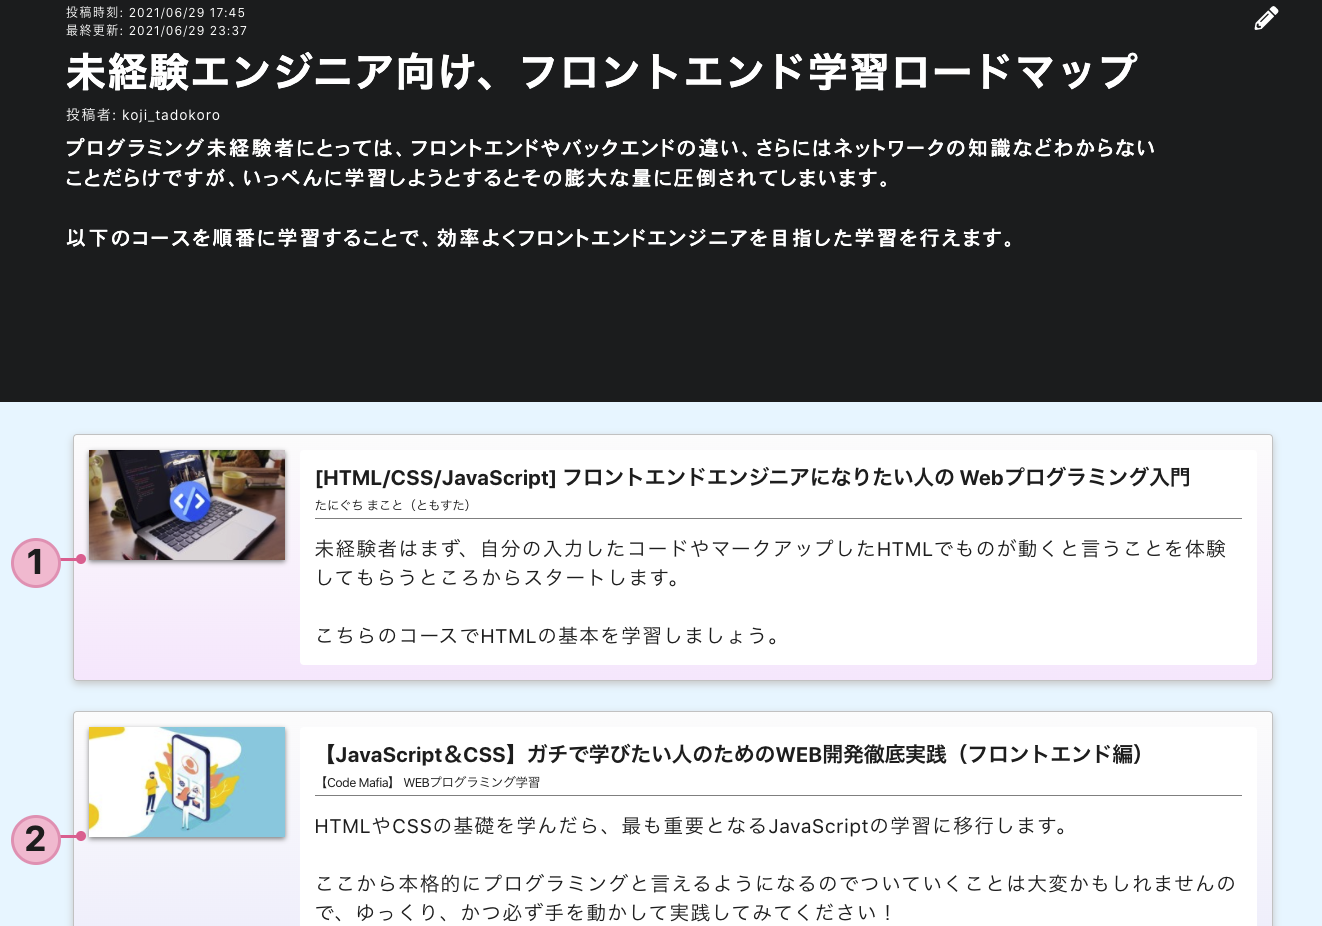 投稿時刻: 2021/06/29 17:45
最終更新: 2021/06/29 23:37
未経験エンジニア向け、フロントエンド学習ロードマップ
投稿者: koji_tadokoro
プログラミング未経験者にとっては、フロントエンドやバックエンドの違い、さらにはネットワークの知識などわからない
ことだらけですが、いっぺんに学習しようとするとその膨大な量に圧倒されてしまいます。
以下のコースを順番に学習することで、効率よくフロントエンドエンジニアを目指した学習を行えます。
1
[HTML/CSS/JavaScript] フロントエンドエンジニアになりたい人の Webプログラミング入門
たにぐち まこと（ともすた）
未経験者はまず、自分の入力したコードやマークアップしたHTMLでものが動くと言うことを体験
してもらうところからスタートします。
こちらのコースでHTMLの基本を学習しましょう。
2
【JavaScript＆CSS】ガチで学びたい人のためのWEB開発徹底実践（フロントエンド編）
【Code Mafia】 WEBプログラミング学習
HTMLやCSSの基礎を学んだら、最も重要となるJavaScriptの学習に移行します。
ここから本格的にプログラミングと言えるようになるのでついていくことは大変かもしれませんの
で、ゆっくり、かつ必ず手を動かして実践してみてください！